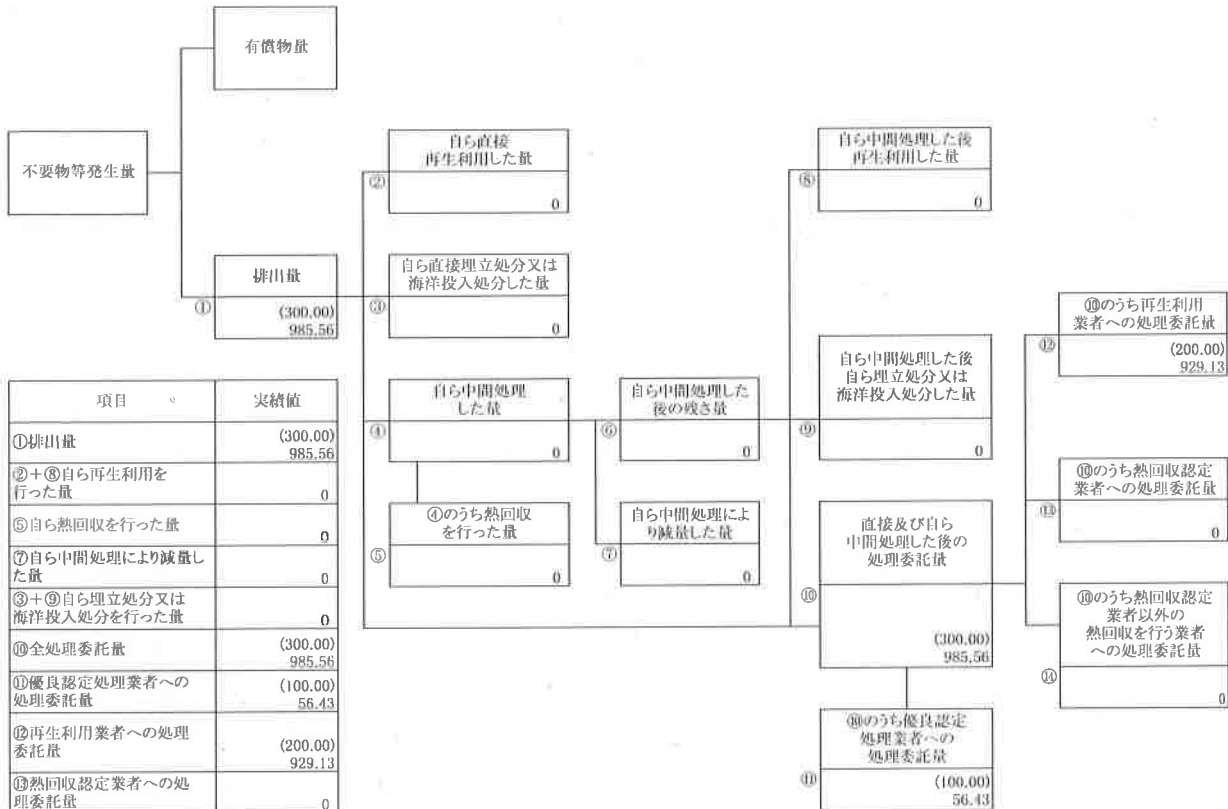 有償物量
不要物等発生量
排出量
①
(300.00)
985.56
自ら直接
再生利用した量
②
0
自ら直接埋立処分又は
海洋投入処分した量
③
0
自ら中間処理
した量
④
0
④のうち熱回収
を行った量
⑤
0
自ら中間処理した
後の残さ量
⑥
0
自ら中間処理によ
り減量した量
⑦
0
自ら中間処理した後
再生利用した量
⑧
0
自ら中間処理した後
自ら埋立処分又は
海洋投入処分した量
⑨
0
直接及び自ら
中間処理した後の
処理委託量
⑩
(300.00)
985.56
⑩のうち優良認定
処理業者への
処理委託量
⑪
(100.00)
56.43
⑩のうち再生利用
業者への処理委託量
⑫
(200.00)
929.13
⑩のうち熱回収認定
業者への処理委託量
⑬
0
⑩のうち熱回収認定
業者以外の
熱回収を行う業者
への処理委託量
⑭
0
項目 実績値
①排出量 (300.00)
985.56
②+⑧自ら再生利用を
行った量 0
⑤自ら熱回収を行った量 0
⑦自ら中間処理により減量し
た量 0
③+⑨自ら埋立処分又は
海洋投入処分を行った量 0
⑩全処理委託量 (300.00)
985.56
⑪優良認定処理業者への
処理委託量 (100.00)
56.43
⑫再生利用業者への処理
委託量 (200.00)
929.13
⑬熱回収認定業者への処
理委託量 0